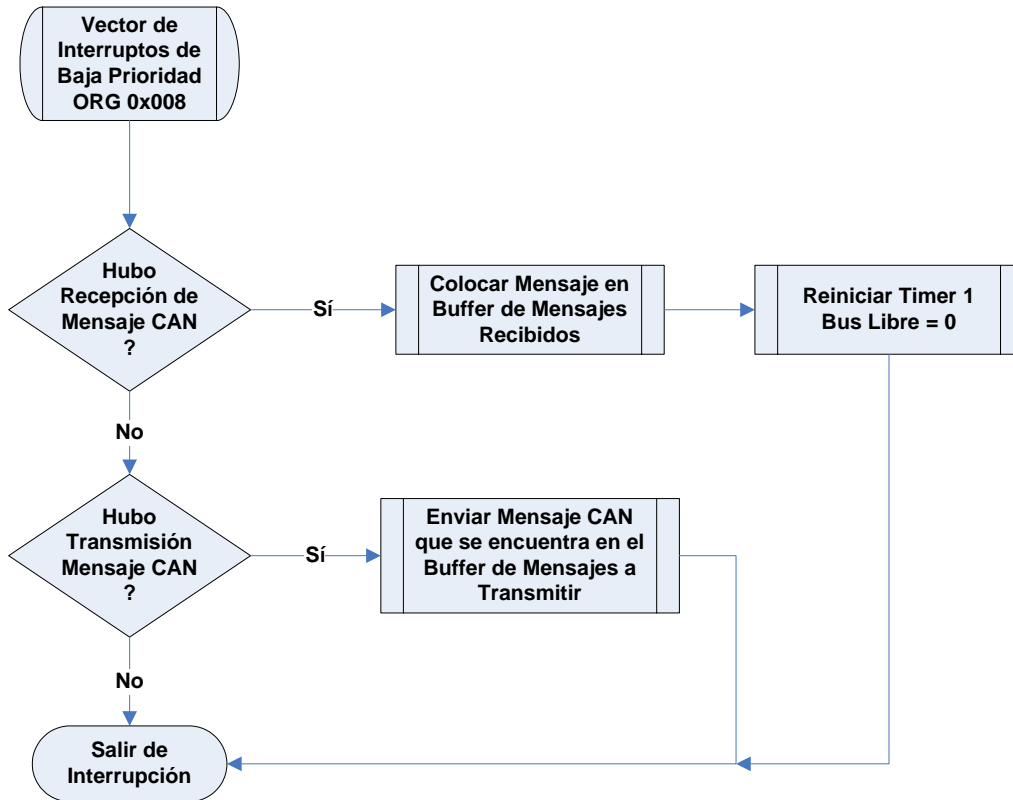 Vector de
Interruptos de
Baja Prioridad
ORG 0x008
Hubo
Recepción de
Mensaje CAN
?
Sí
Colocar Mensaje en
Buffer de Mensajes
Recibidos
Reiniciar Timer 1
Bus Libre = 0
No
Hubo
Transmisión
Mensaje CAN
?
Sí
Enviar Mensaje CAN
que se encuentra en el
Buffer de Mensajes a
Transmitir
No
Salir de
Interrupción